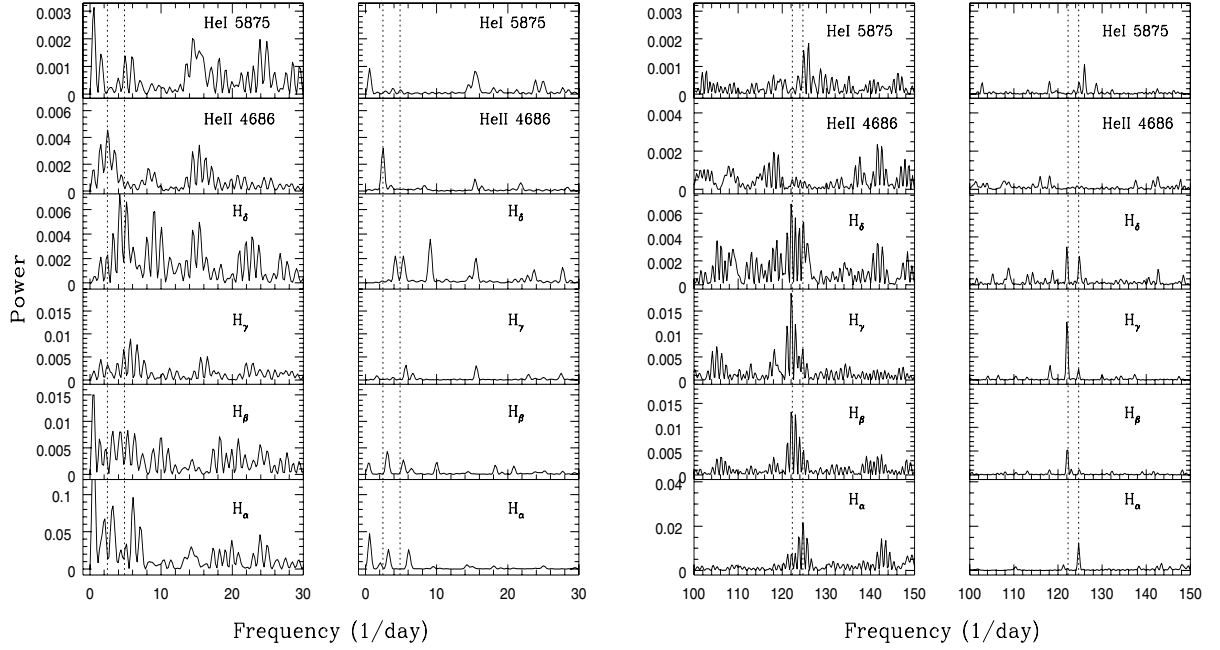 Power
0.003
0.002
0.001
0
HeI 5875
0.006
0.004
0.002
0
HeII 4686
0.006
0.004
0.002
0
Hδ
0.015
0.01
0.005
0
Hγ
0.015
0.01
0.005
0
Hβ
0.1
0.05
0
Hα
0 10 20 30
HeI 5875
HeII 4686
Hδ
Hγ
Hβ
Hα
0 10 20 30
Frequency (1/day)
0.003
0.002
0.001
0
HeI 5875
0.002
0
HeII 4686
0.006
0.004
0.002
0
Hδ
0.015
0.01
0.005
0
Hγ
0.015
0.01
0.005
0
Hβ
0.04
0.02
0
Hα
100 110 120 130 140 150
HeI 5875
HeII 4686
Hδ
Hγ
Hβ
Hα
100 110 120 130 140 150
Frequency (1/day)